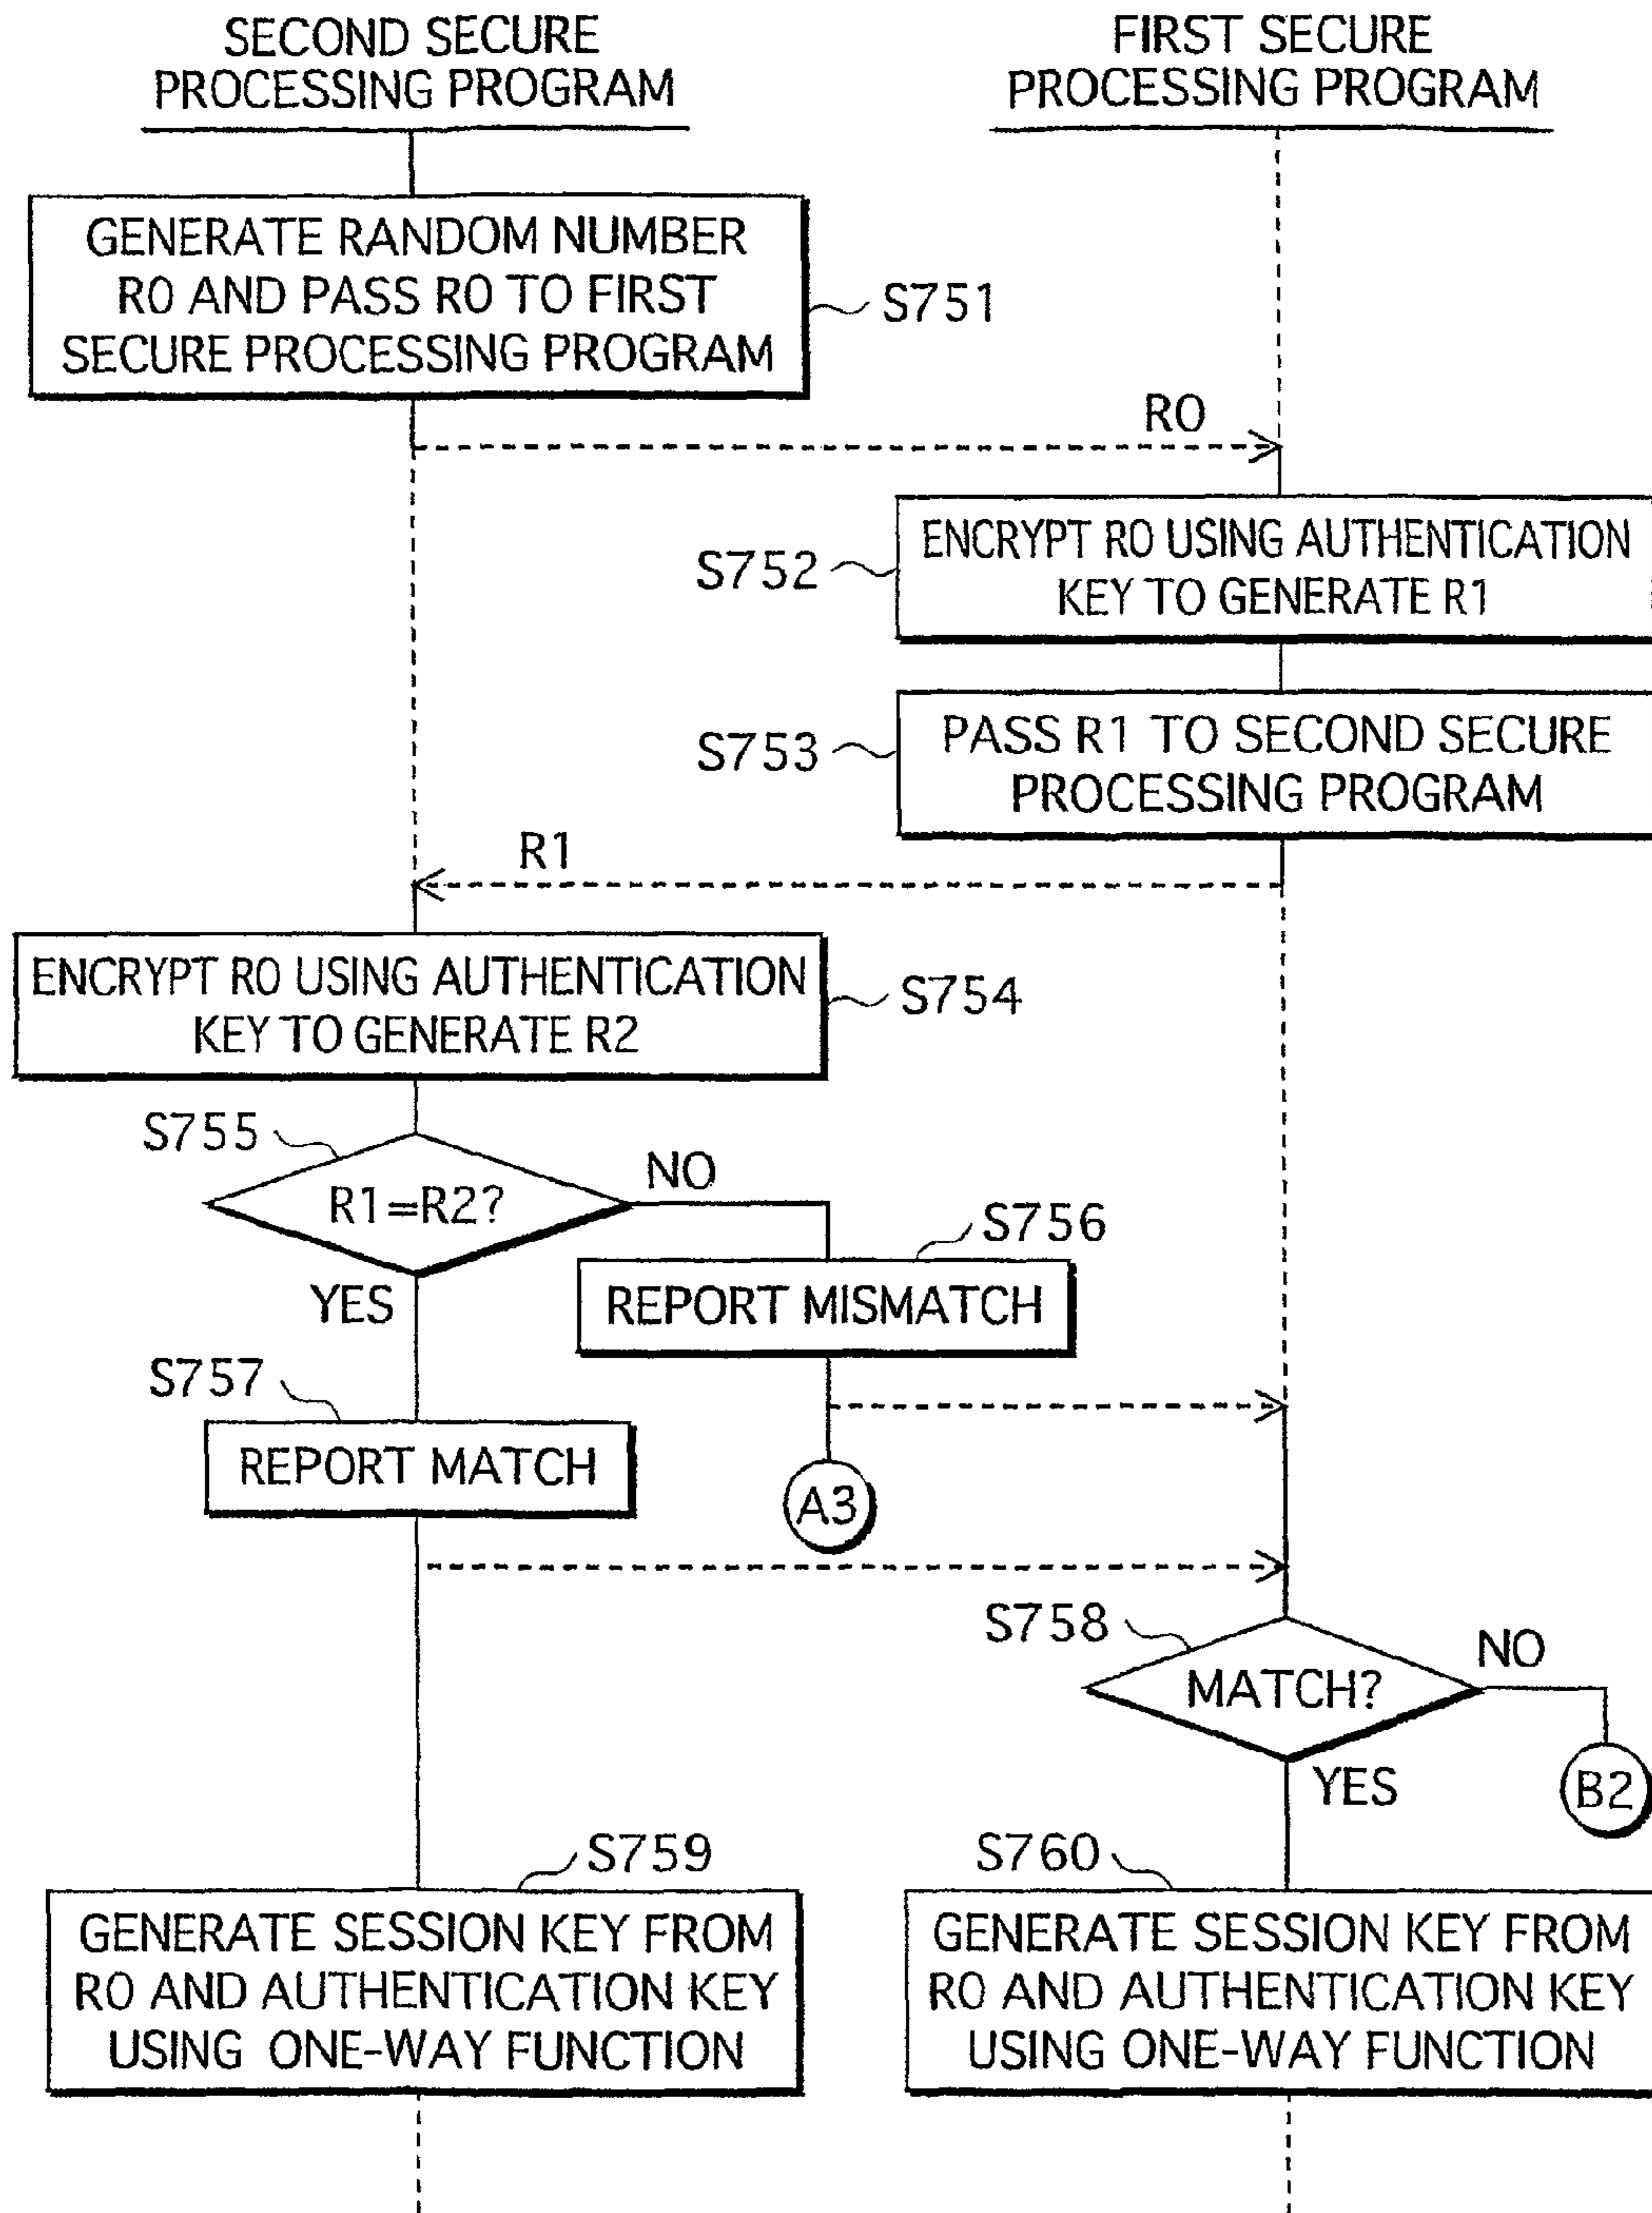 SECOND SECURE
PROCESSING PROGRAM
FIRST SECURE
PROCESSING PROGRAM
GENERATE RANDOM NUMBER
R0 AND PASS R0 TO FIRST
SECURE PROCESSING PROGRAM
S751
R0
S752
ENCRYPT R0 USING AUTHENTICATION
KEY TO GENERATE R1
S753
PASS R1 TO SECOND SECURE
PROCESSING PROGRAM
R1
ENCRYPT R0 USING AUTHENTICATION
KEY TO GENERATE R2
S754
S755
R1=R2?
NO
YES
S756
REPORT MISMATCH
S757
REPORT MATCH
A3
S758
MATCH?
NO
YES
B2
S759
GENERATE SESSION KEY FROM
R0 AND AUTHENTICATION KEY
USING ONE-WAY FUNCTION
S760
GENERATE SESSION KEY FROM
R0 AND AUTHENTICATION KEY
USING ONE-WAY FUNCTION